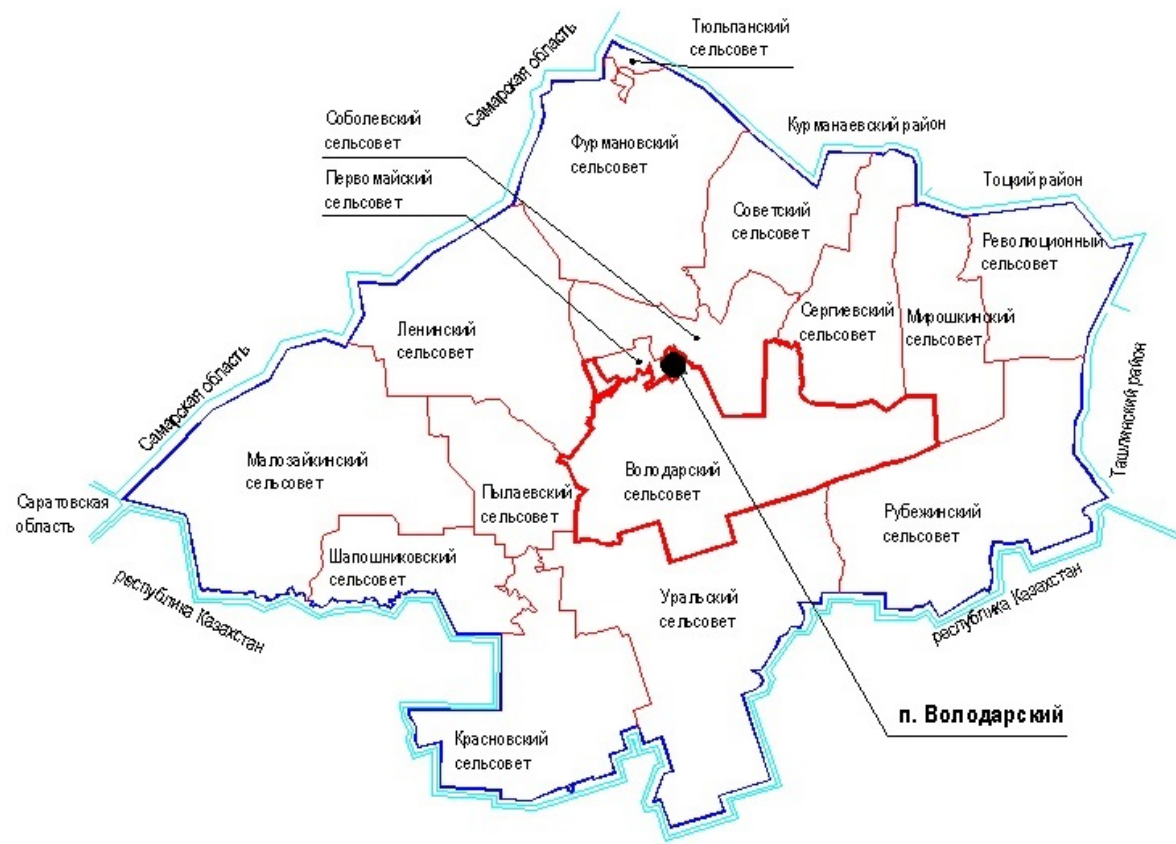 Тюльпанский
сельсовет
Самарская область
Соболевский
сельсовет
Курманаевский район
Фурмановский
сельсовет
Первомайский
сельсовет
Тоцкий район
Советский
сельсовет
Революционный
сельсовет
Сергиевский
сельсовет
Мирошкинский
сельсовет
Ленинский
сельсовет
Самарская область
Ташлинский район
Малозайкинский
сельсовет
Володарский
сельсовет
Саратовская
область
Пылаевский
сельсовет
Рубежинский
сельсовет
Шапошниковский
сельсовет
республика Казахстан
Уральский
сельсовет
республика Казахстан
п. Володарский
Красновский
сельсовет